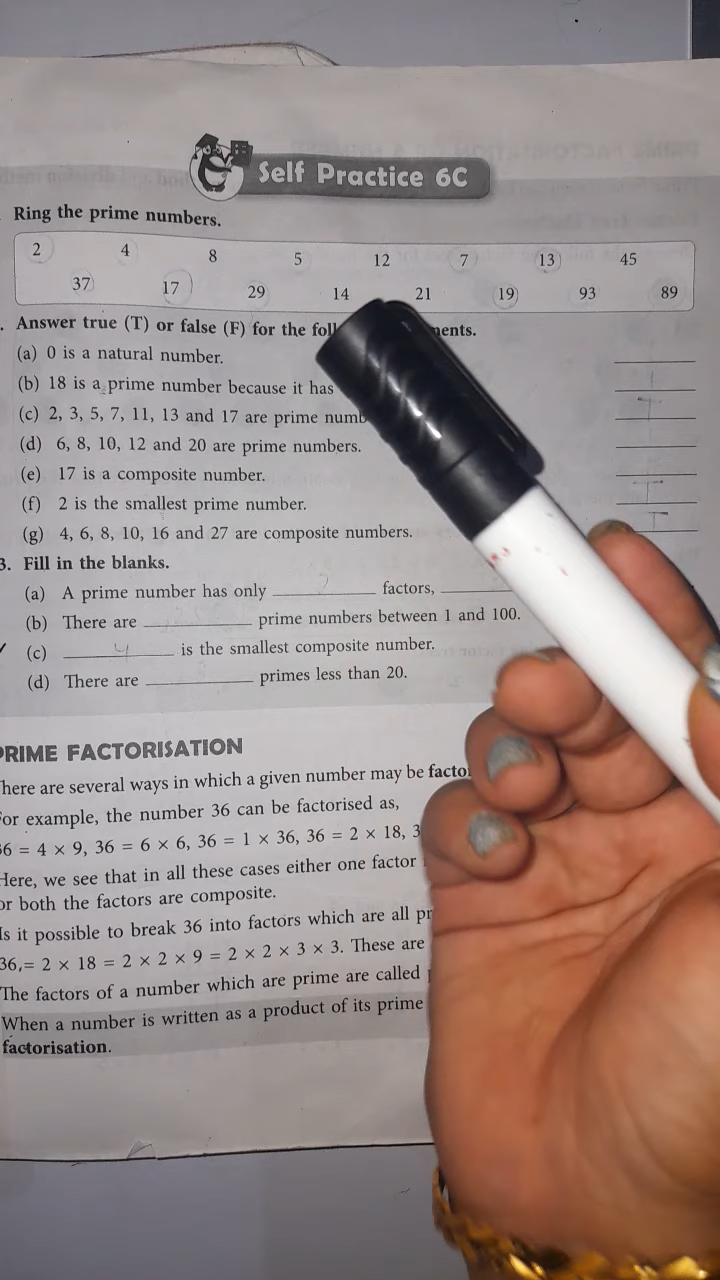 Self Practice 6C
Ring the prime numbers.
2 4 8 5 12 7 13 45
37 17 29 14 21 19 93 89
. Answer true (T) or false (F) for the
(a) 0 is a natural number.
(b) 18 is a prime number because it has
(c) 2, 3, 5, 7, 11, 13 and 17 are prime T
(d) 6, 8, 10, 12 and 20 are prime numbers.
(e) 17 is a composite number.
(f) 2 is the smallest prime number. T
(g) 4, 6, 8, 10, 16 and 27 are composite numbers. T
3. Fill in the blanks.
(a) A prime number has only 2 factors,
(b) There are prime numbers between 1 and 100.
(c) 4 is the smallest composite number.
(d) There are primes less than 20.
PRIME FACTORISATION
There are several ways in which a given number may be
For example, the number 36 can be factorised as,
36 = 4 × 9, 36 = 6 × 6, 36 = 1 × 36, 36 = 2 × 18,
Here, we see that in all these cases either one factor
or both the factors are composite.
Is it possible to break 36 into factors which are all
36,= 2 × 18 = 2 × 2 × 9 = 2 × 2 × 3 × 3. These are
The factors of a number which are prime are called
When a number is written as a product of its prime
factorisation.